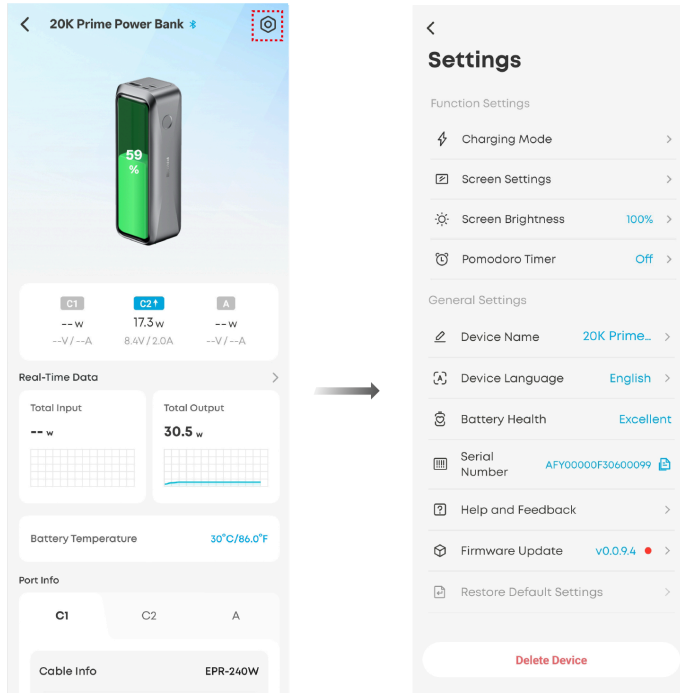 20K Prime Power Bank
59
%
C1 C2↑ A
-- w 17.3 w -- w
--V / --A 8.4V / 2.0A --V / --A
Real-Time Data
Total Input Total Output
-- w 30.5 w
Battery Temperature 30°C/86.0°F
Port Info
C1 C2 A
Cable Info EPR-240W
Settings
Function Settings
Charging Mode
Screen Settings
Screen Brightness 100%
Pomodoro Timer Off
General Settings
Device Name 20K Prime...
Device Language English
Battery Health Excellent
Serial
Number AFY00000F30600099
Help and Feedback
Firmware Update v0.0.9.4
Restore Default Settings
Delete Device